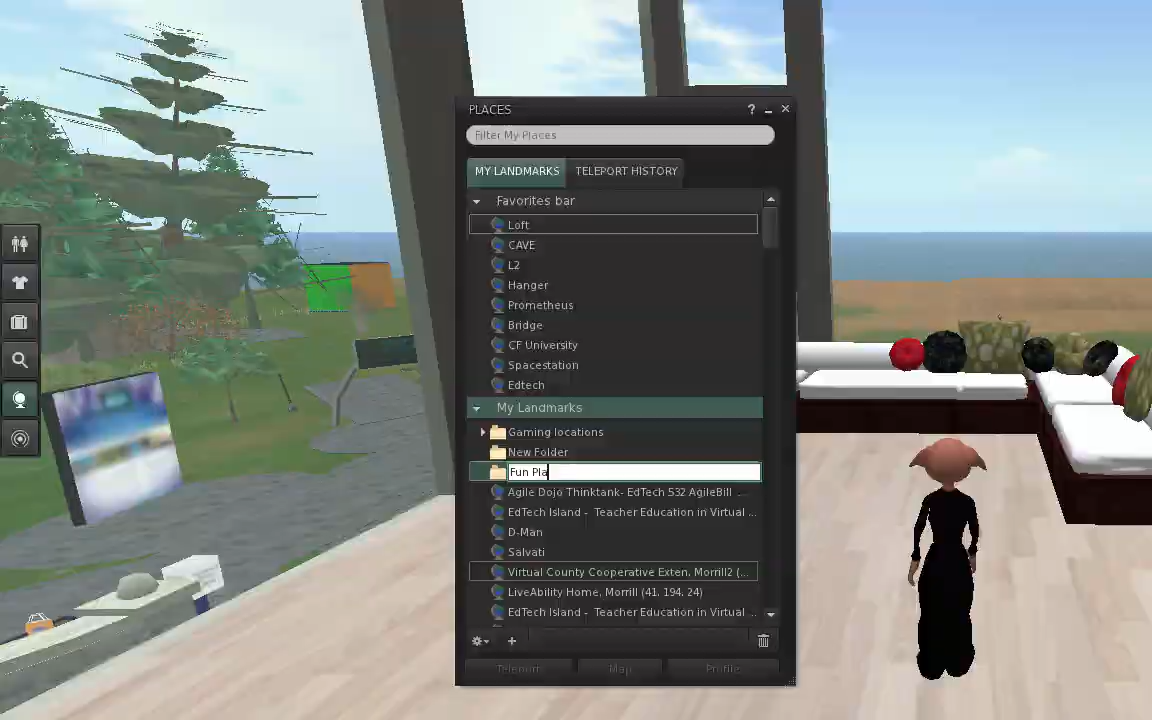 PLACES
?
Filter My Places
MY LANDMARKS
TELEPORT HISTORY
Favorites bar
Loft
CAVE
L2
Hanger
Prometheus
Bridge
CF University
Spacestation
Edtech
My Landmarks
Gaming locations
New Folder
Fun Pla
Agile Dojo Thinktank- EdTech 532 AgileBill ...
EdTech Island - Teacher Education in Virtual ...
D-Man
Salvati
Virtual County Cooperative Exten, Morrill2 (...
LiveAbility Home, Morrill (41, 194, 24)
EdTech Island - Teacher Education in Virtual ...
Teleport
Map
Profile